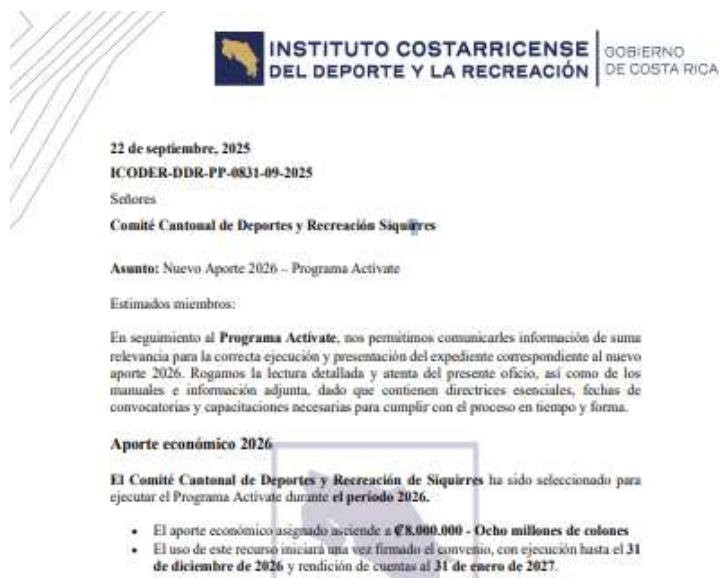 INSTITUTO COSTARRICENSE
DEL DEPORTE Y LA RECREACIÓN
GOBIERNO
DE COSTA RICA
22 de septiembre, 2025
ICODER-DDR-PP-0831-09-2025
Señores
Comité Cantonal de Deportes y Recreación Siquirres
Asunto: Nuevo Aporte 2026 – Programa Actívate
Estimados miembros:
En seguimiento al Programa Actívate, nos permitimos comunicarles información de suma
relevancia para la correcta ejecución y presentación del expediente correspondiente al nuevo
aporte 2026. Rogamos la lectura detallada y atenta del presente oficio, así como de los
manuales e información adjunta, dado que contienen directrices esenciales, fechas de
convocatorias y capacitaciones necesarias para cumplir con el proceso en tiempo y forma.
Aporte económico 2026
El Comité Cantonal de Deportes y Recreación de Siquirres ha sido seleccionado para
ejecutar el Programa Actívate durante el periodo 2026.
• El aporte económico asignado asciende a ₡8.000.000 - Ocho millones de colones
• El uso de este recurso iniciará una vez firmado el convenio, con ejecución hasta el 31
de diciembre de 2026 y rendición de cuentas al 31 de enero de 2027.